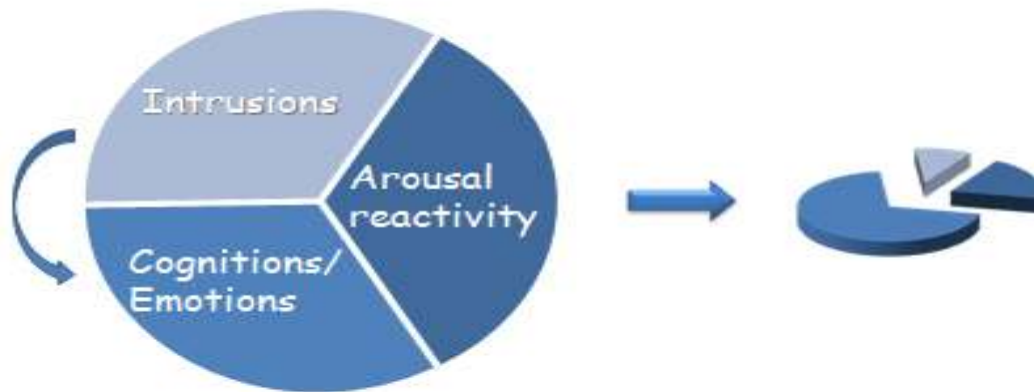 Intrusions
Arousal
reactivity
Cognitions/
Emotions